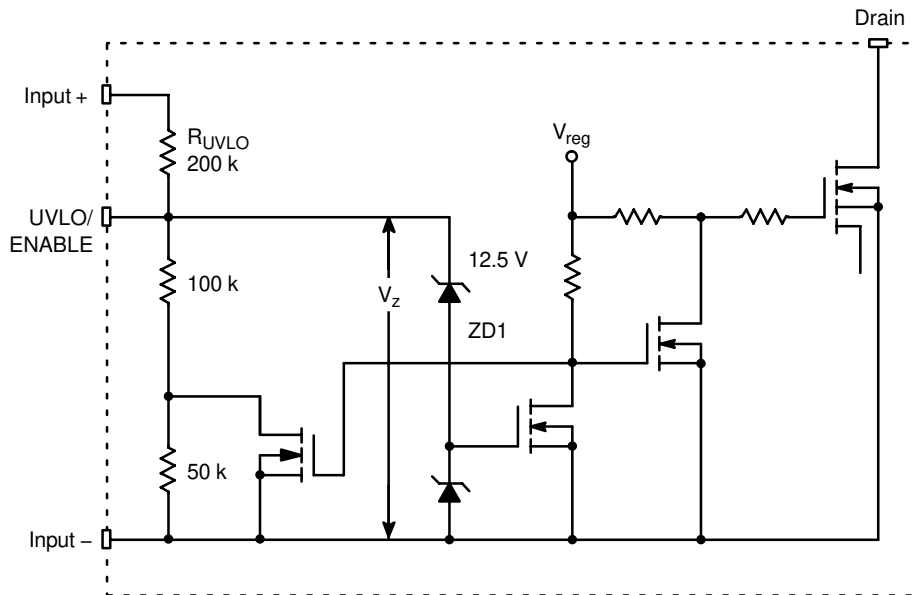 Drain
Input +
R_UVLO
200 k
V_reg
UVLO/
ENABLE
12.5 V
100 k
V_z
ZD1
50 k
Input –